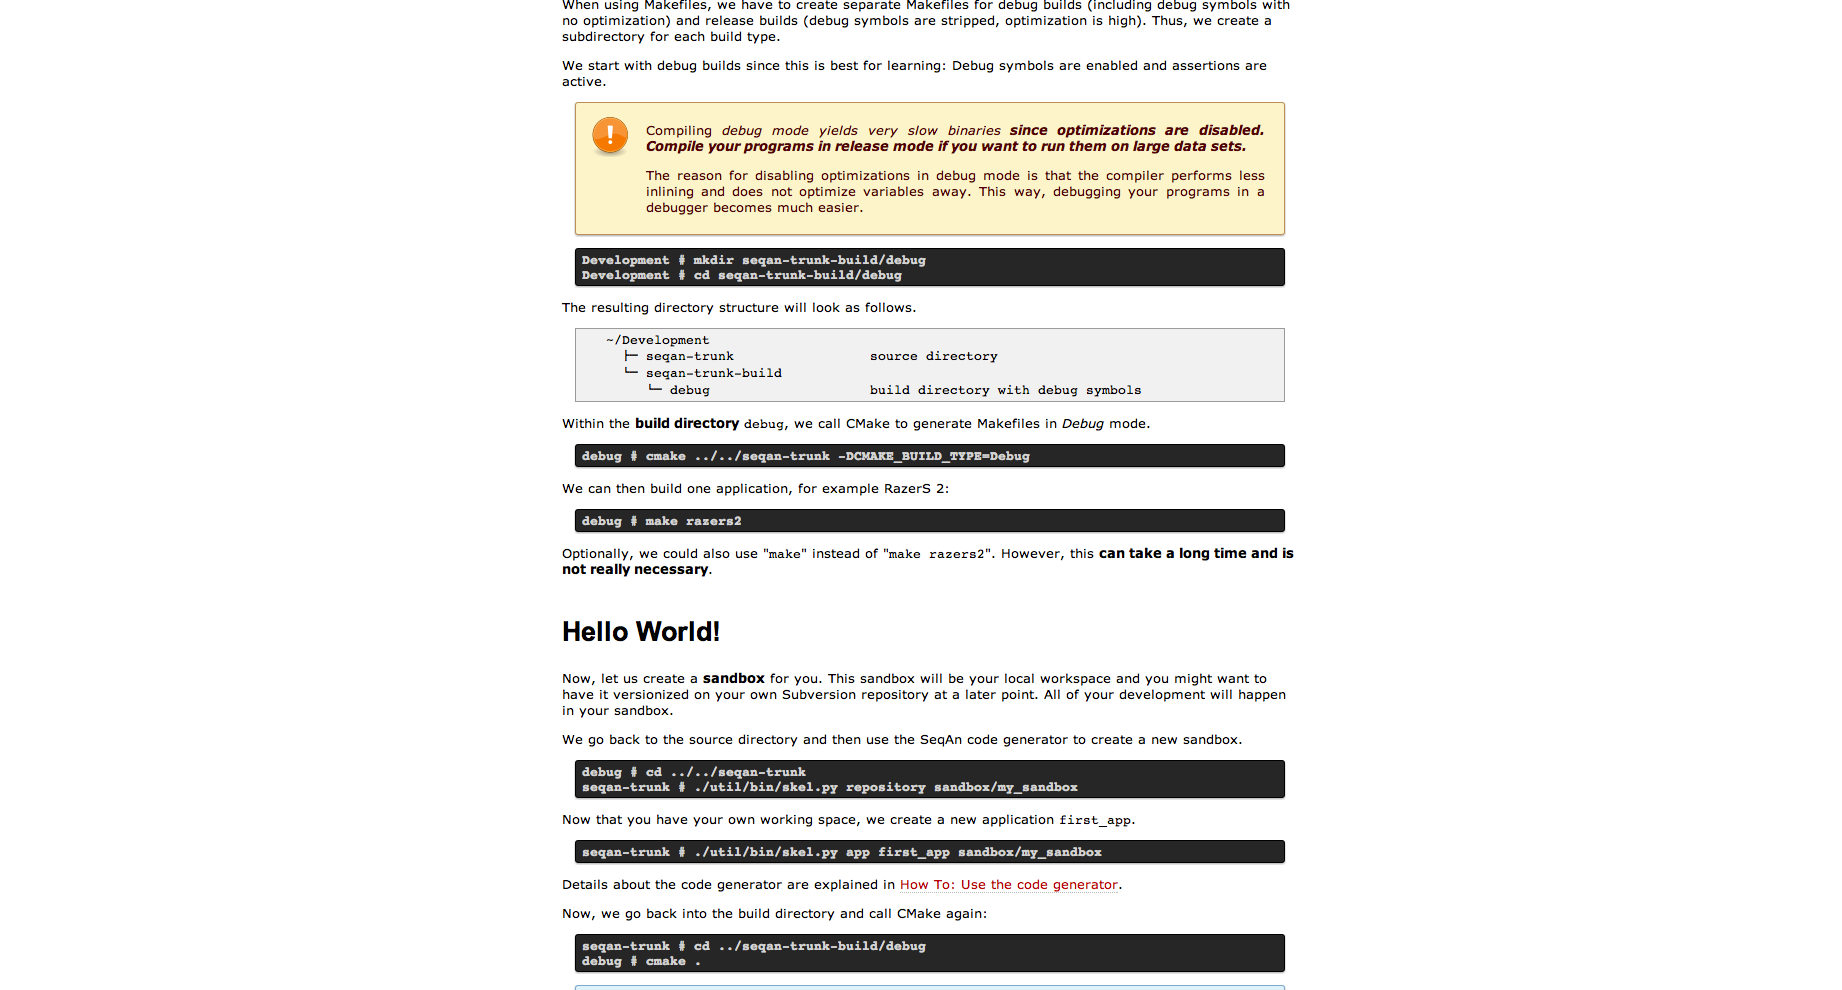 When using Makefiles, we have to create separate Makefiles for debug builds (including debug symbols with
no optimization) and release builds (debug symbols are stripped, optimization is high). Thus, we create a
subdirectory for each build type.
We start with debug builds since this is best for learning: Debug symbols are enabled and assertions are
active.
Compiling debug mode yields very slow binaries since optimizations are disabled.
Compile your programs in release mode if you want to run them on large data sets.
The reason for disabling optimizations in debug mode is that the compiler performs less
inlining and does not optimize variables away. This way, debugging your programs in a
debugger becomes much easier.
Development # mkdir seqan-trunk-build/debug
Development # cd seqan-trunk-build/debug
The resulting directory structure will look as follows.
~/Development
├─ seqan-trunk source directory
└─ seqan-trunk-build
└─ debug build directory with debug symbols
Within the build directory debug, we call CMake to generate Makefiles in Debug mode.
debug # cmake ../../seqan-trunk -DCMAKE_BUILD_TYPE=Debug
We can then build one application, for example RazerS 2:
debug # make razers2
Optionally, we could also use "make" instead of "make razers2". However, this can take a long time and is
not really necessary.
Hello World!
Now, let us create a sandbox for you. This sandbox will be your local workspace and you might want to
have it versionized on your own Subversion repository at a later point. All of your development will happen
in your sandbox.
We go back to the source directory and then use the SeqAn code generator to create a new sandbox.
debug # cd ../../seqan-trunk
seqan-trunk # ./util/bin/skel.py repository sandbox/my_sandbox
Now that you have your own working space, we create a new application first_app.
seqan-trunk # ./util/bin/skel.py app first_app sandbox/my_sandbox
Details about the code generator are explained in How To: Use the code generator.
Now, we go back into the build directory and call CMake again:
seqan-trunk # cd ../seqan-trunk-build/debug
debug # cmake .